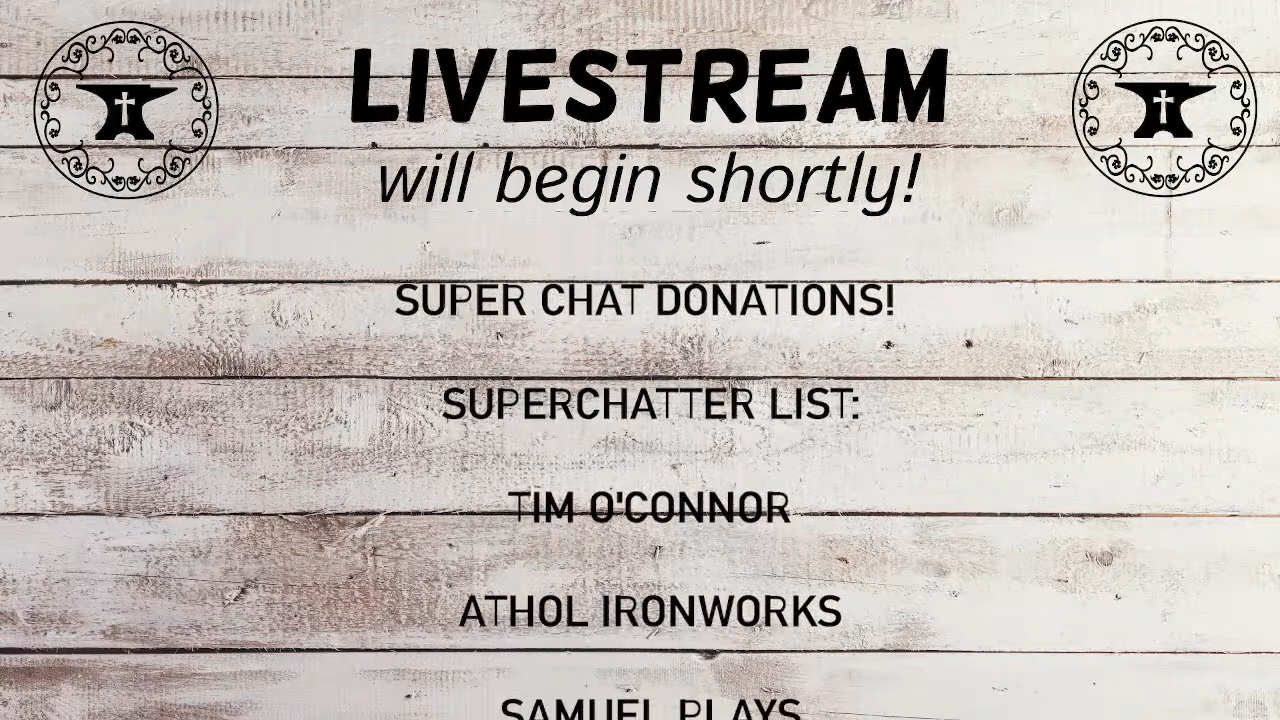 LIVESTREAM
will begin shortly!
SUPER CHAT DONATIONS!
SUPERCHATTER LIST:
TIM O'CONNOR
ATHOL IRONWORKS
SAMUEL PLAYS